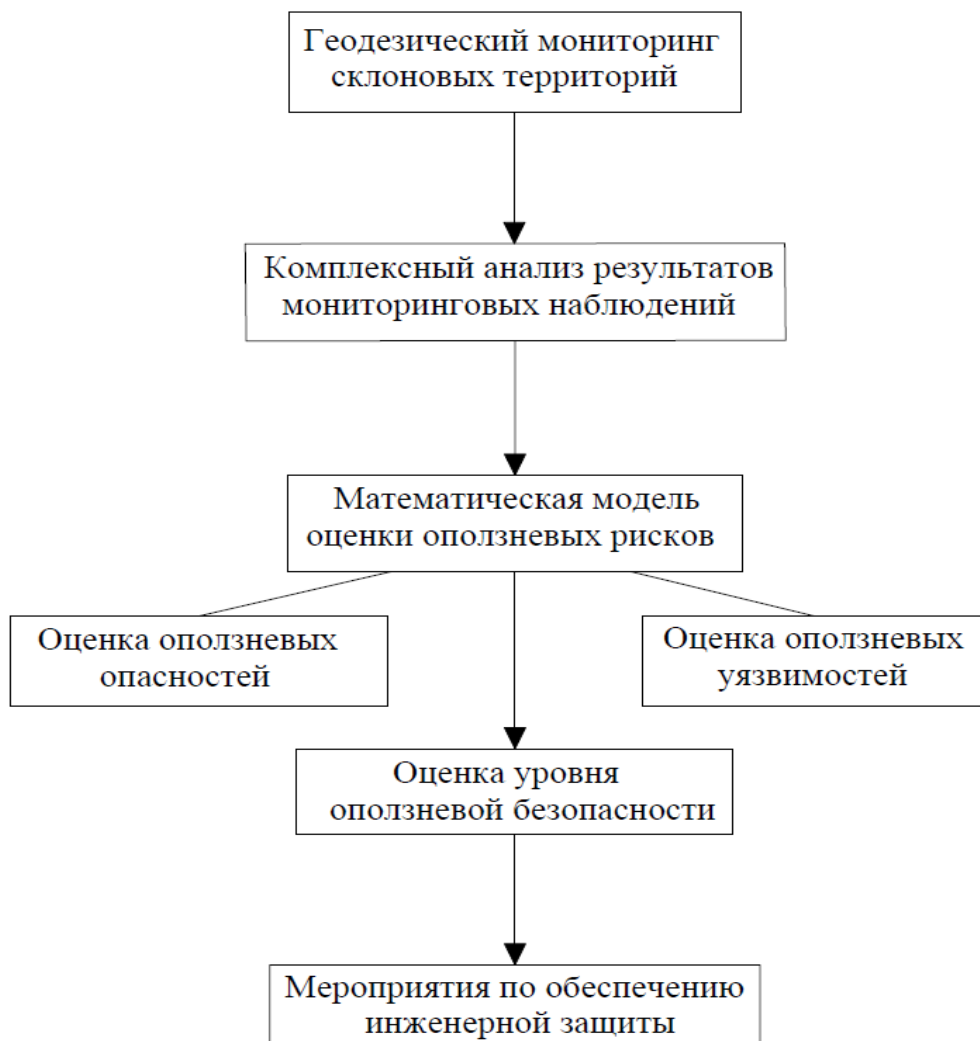 Геодезический мониторинг
склоновых территорий
Комплексный анализ результатов
мониторинговых наблюдений
Математическая модель
оценки оползневых рисков
Оценка оползневых
опасностей
Оценка оползневых
уязвимостей
Оценка уровня
оползневой безопасности
Мероприятия по обеспечению
инженерной защиты